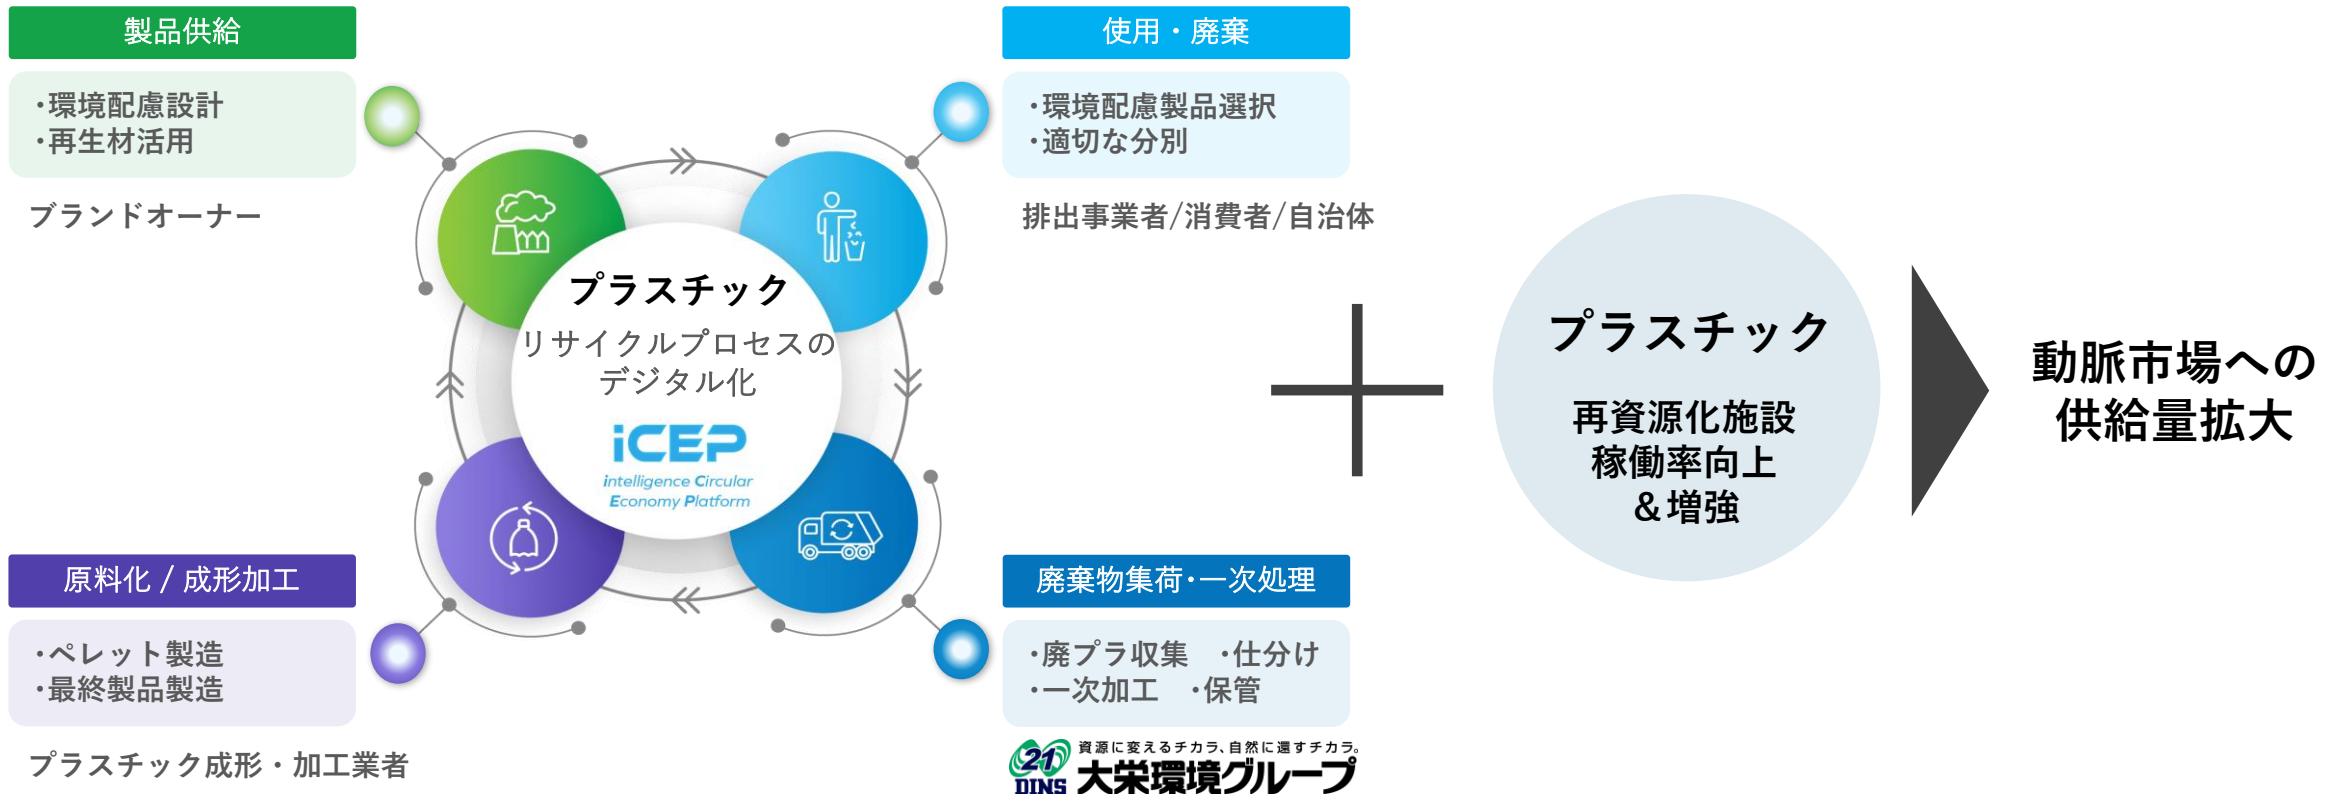 製品供給
・環境配慮設計
・再生材活用
ブランドオーナー
使用・廃棄
・環境配慮製品選択
・適切な分別
排出事業者/消費者/自治体
プラスチック
リサイクルプロセスの
デジタル化
iCEP
intelligence Circular
Economy Platform
原料化 / 成形加工
・ペレット製造
・最終製品製造
プラスチック成形・加工業者
廃棄物集荷・一次処理
・廃プラ収集　・仕分け
・一次加工　・保管
21
DINS
資源に変えるチカラ、自然に還すチカラ。
大栄環境グループ
プラスチック
再資源化施設
稼働率向上
＆増強
動脈市場への
供給量拡大